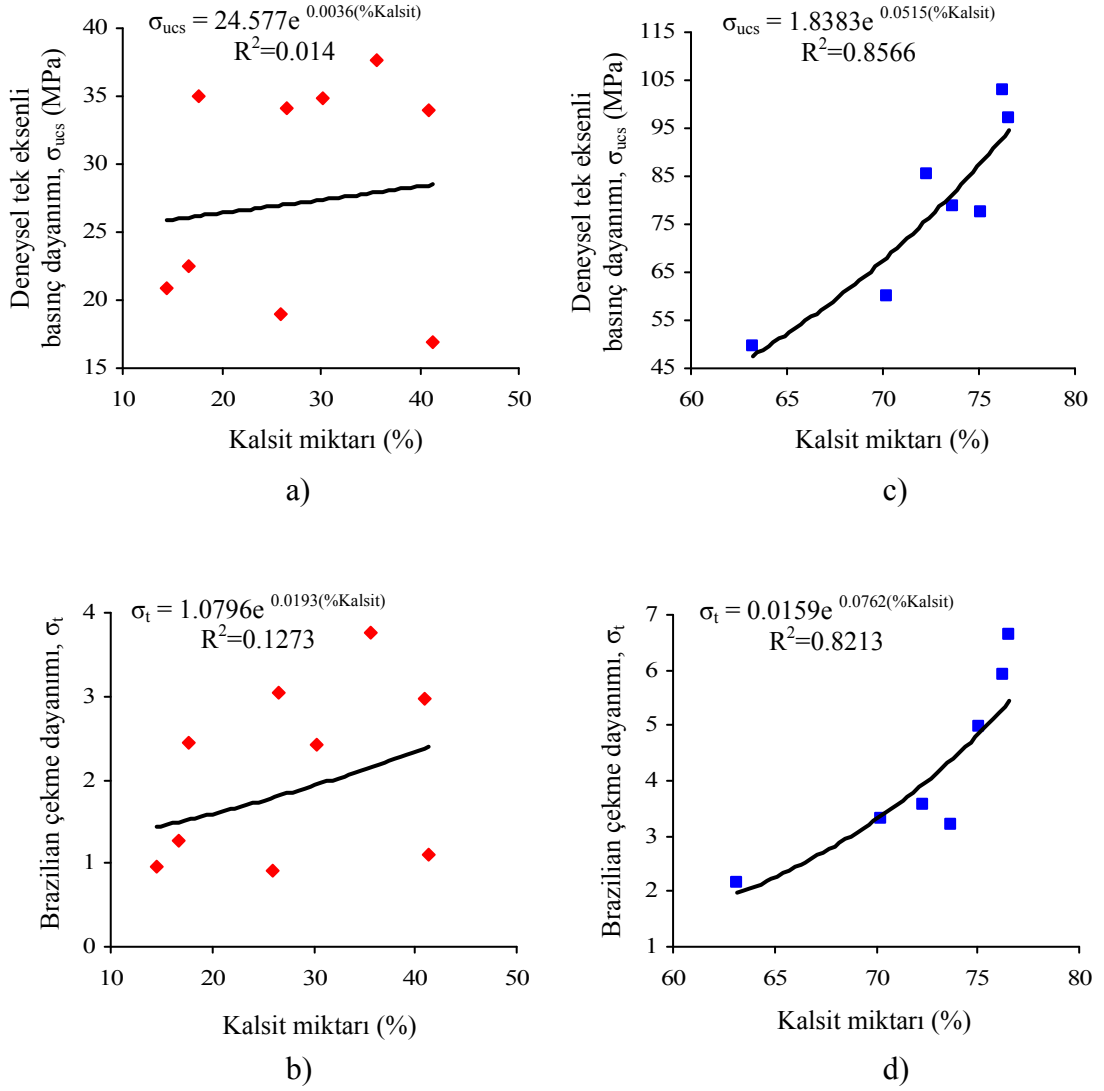 σucs = 24.577e 0.0036(%Kalsit)
R²=0.014
Deneysel tek eksenli
basınç dayanımı, σucs (MPa)
40
35
30
25
20
15
10 20 30 40 50
Kalsit miktarı (%)
a)
σucs = 1.8383e 0.0515(%Kalsit)
R²=0.8566
Deneysel tek eksenli
basınç dayanımı, σucs (MPa)
105
95
85
75
65
55
45
60 65 70 75 80
Kalsit miktarı (%)
c)
σt = 1.0796e 0.0193(%Kalsit)
R²=0.1273
Brazilian çekme dayanımı, σt
4
3
2
1
0
10 20 30 40 50
Kalsit miktarı (%)
b)
σt = 0.0159e 0.0762(%Kalsit)
R²=0.8213
Brazilian çekme dayanımı, σt
7
6
5
4
3
2
1
60 65 70 75 80
Kalsit miktarı (%)
d)